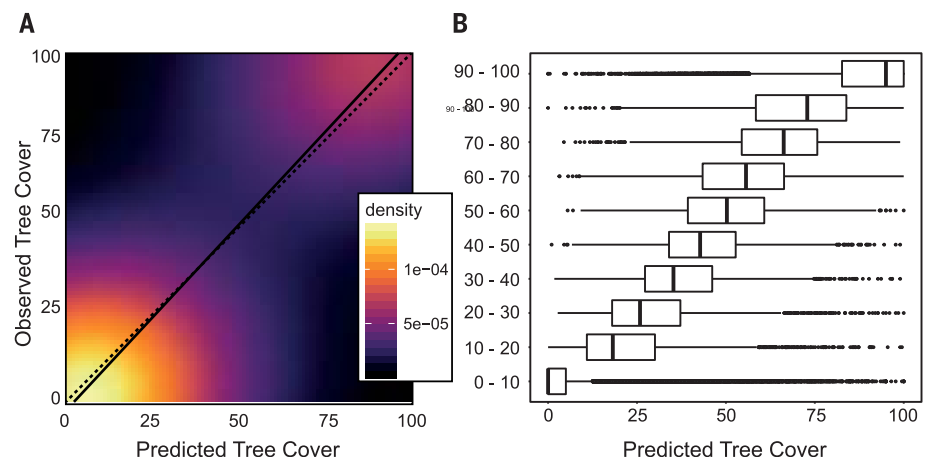 A
100
75
50
25
0
0 25 50 75 100
Observed Tree Cover
Predicted Tree Cover
density
1e−04
5e−05
B
90 - 100
80 - 90
70 - 80
60 - 70
50 - 60
40 - 50
30 - 40
20 - 30
10 - 20
0 - 10
0 25 50 75 100
Predicted Tree Cover